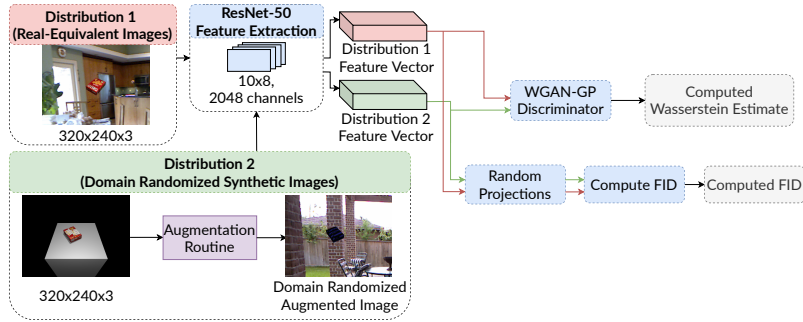 Distribution 1
(Real-Equivalent Images)
320x240x3
ResNet-50
Feature Extraction
10x8,
2048 channels
Distribution 1
Feature Vector
Distribution 2
Feature Vector
WGAN-GP
Discriminator
Computed
Wasserstein Estimate
Random
Projections
Compute FID
Computed FID
Distribution 2
(Domain Randomized Synthetic Images)
320x240x3
Augmentation
Routine
Domain Randomized
Augmented Image